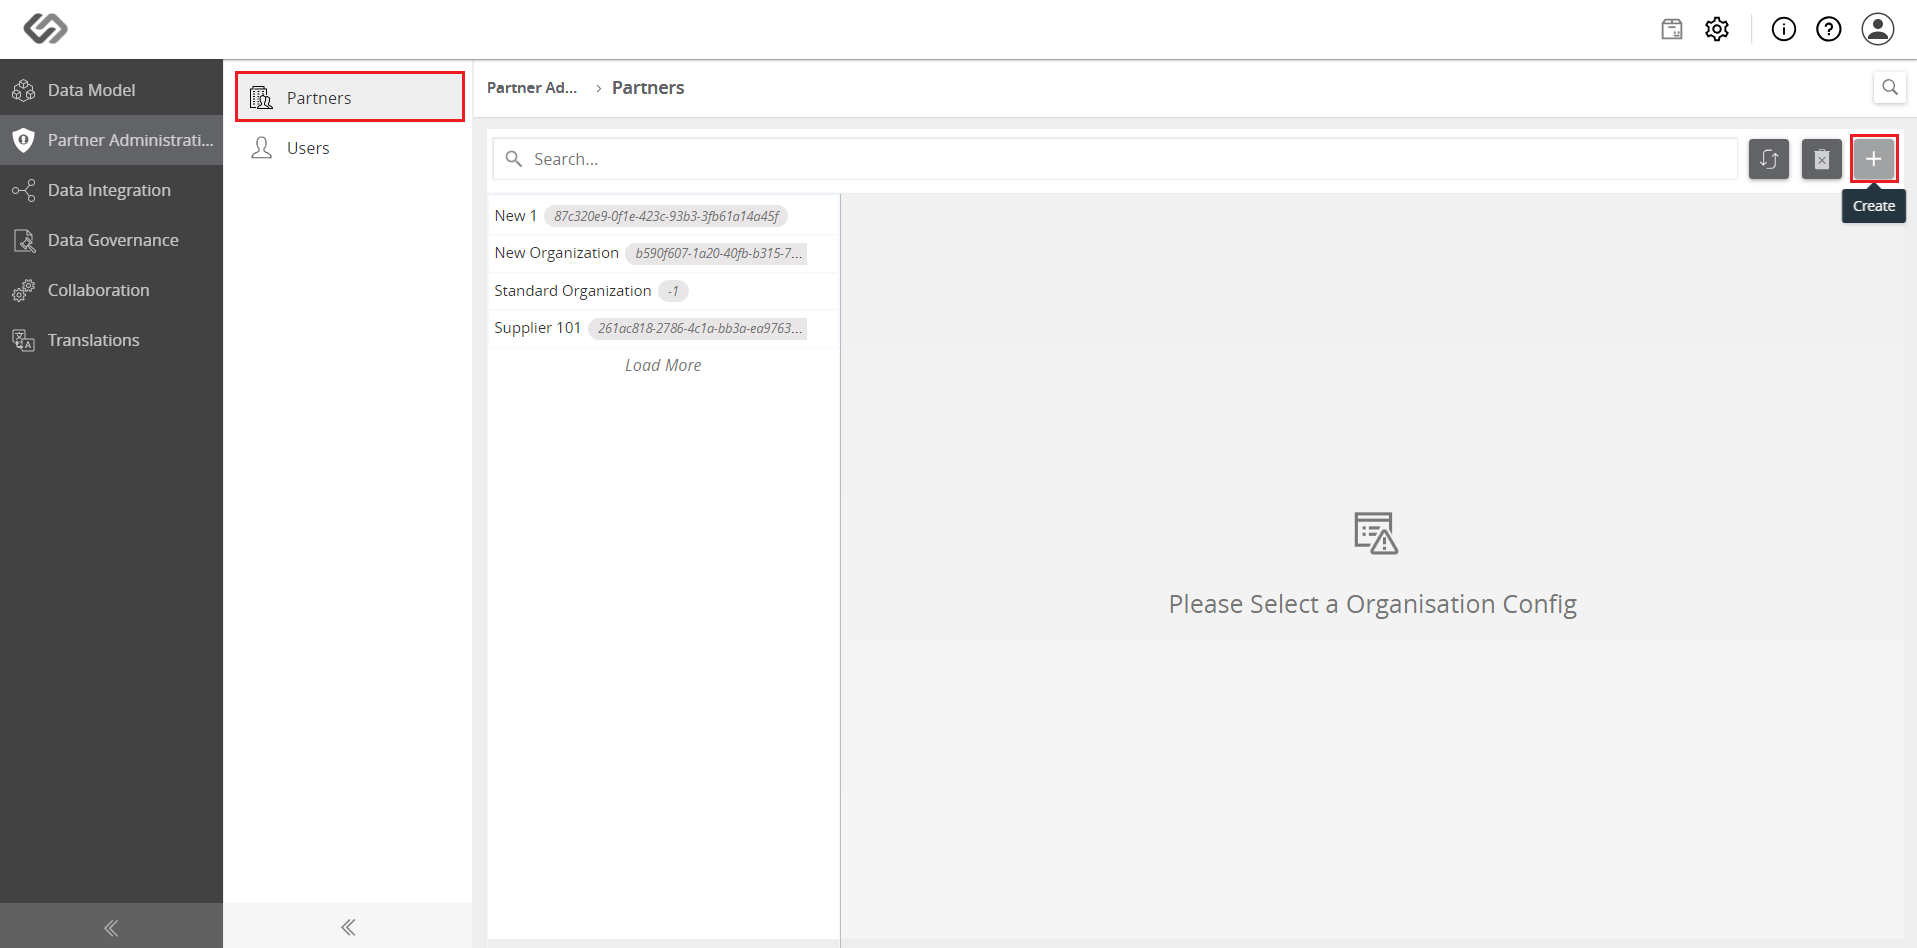 Data Model
Partner Administrati...
Data Integration
Data Governance
Collaboration
Translations
Partners
Users
Partner Ad... › Partners
Search...
Create
New 1 87c320e9-0f1e-423c-93b3-3fb61a14a45f
New Organization b590f607-1a20-40fb-b315-7...
Standard Organization -1
Supplier 101 261ac818-2786-4c1a-bb3a-ea9763...
Load More
Please Select a Organisation Config